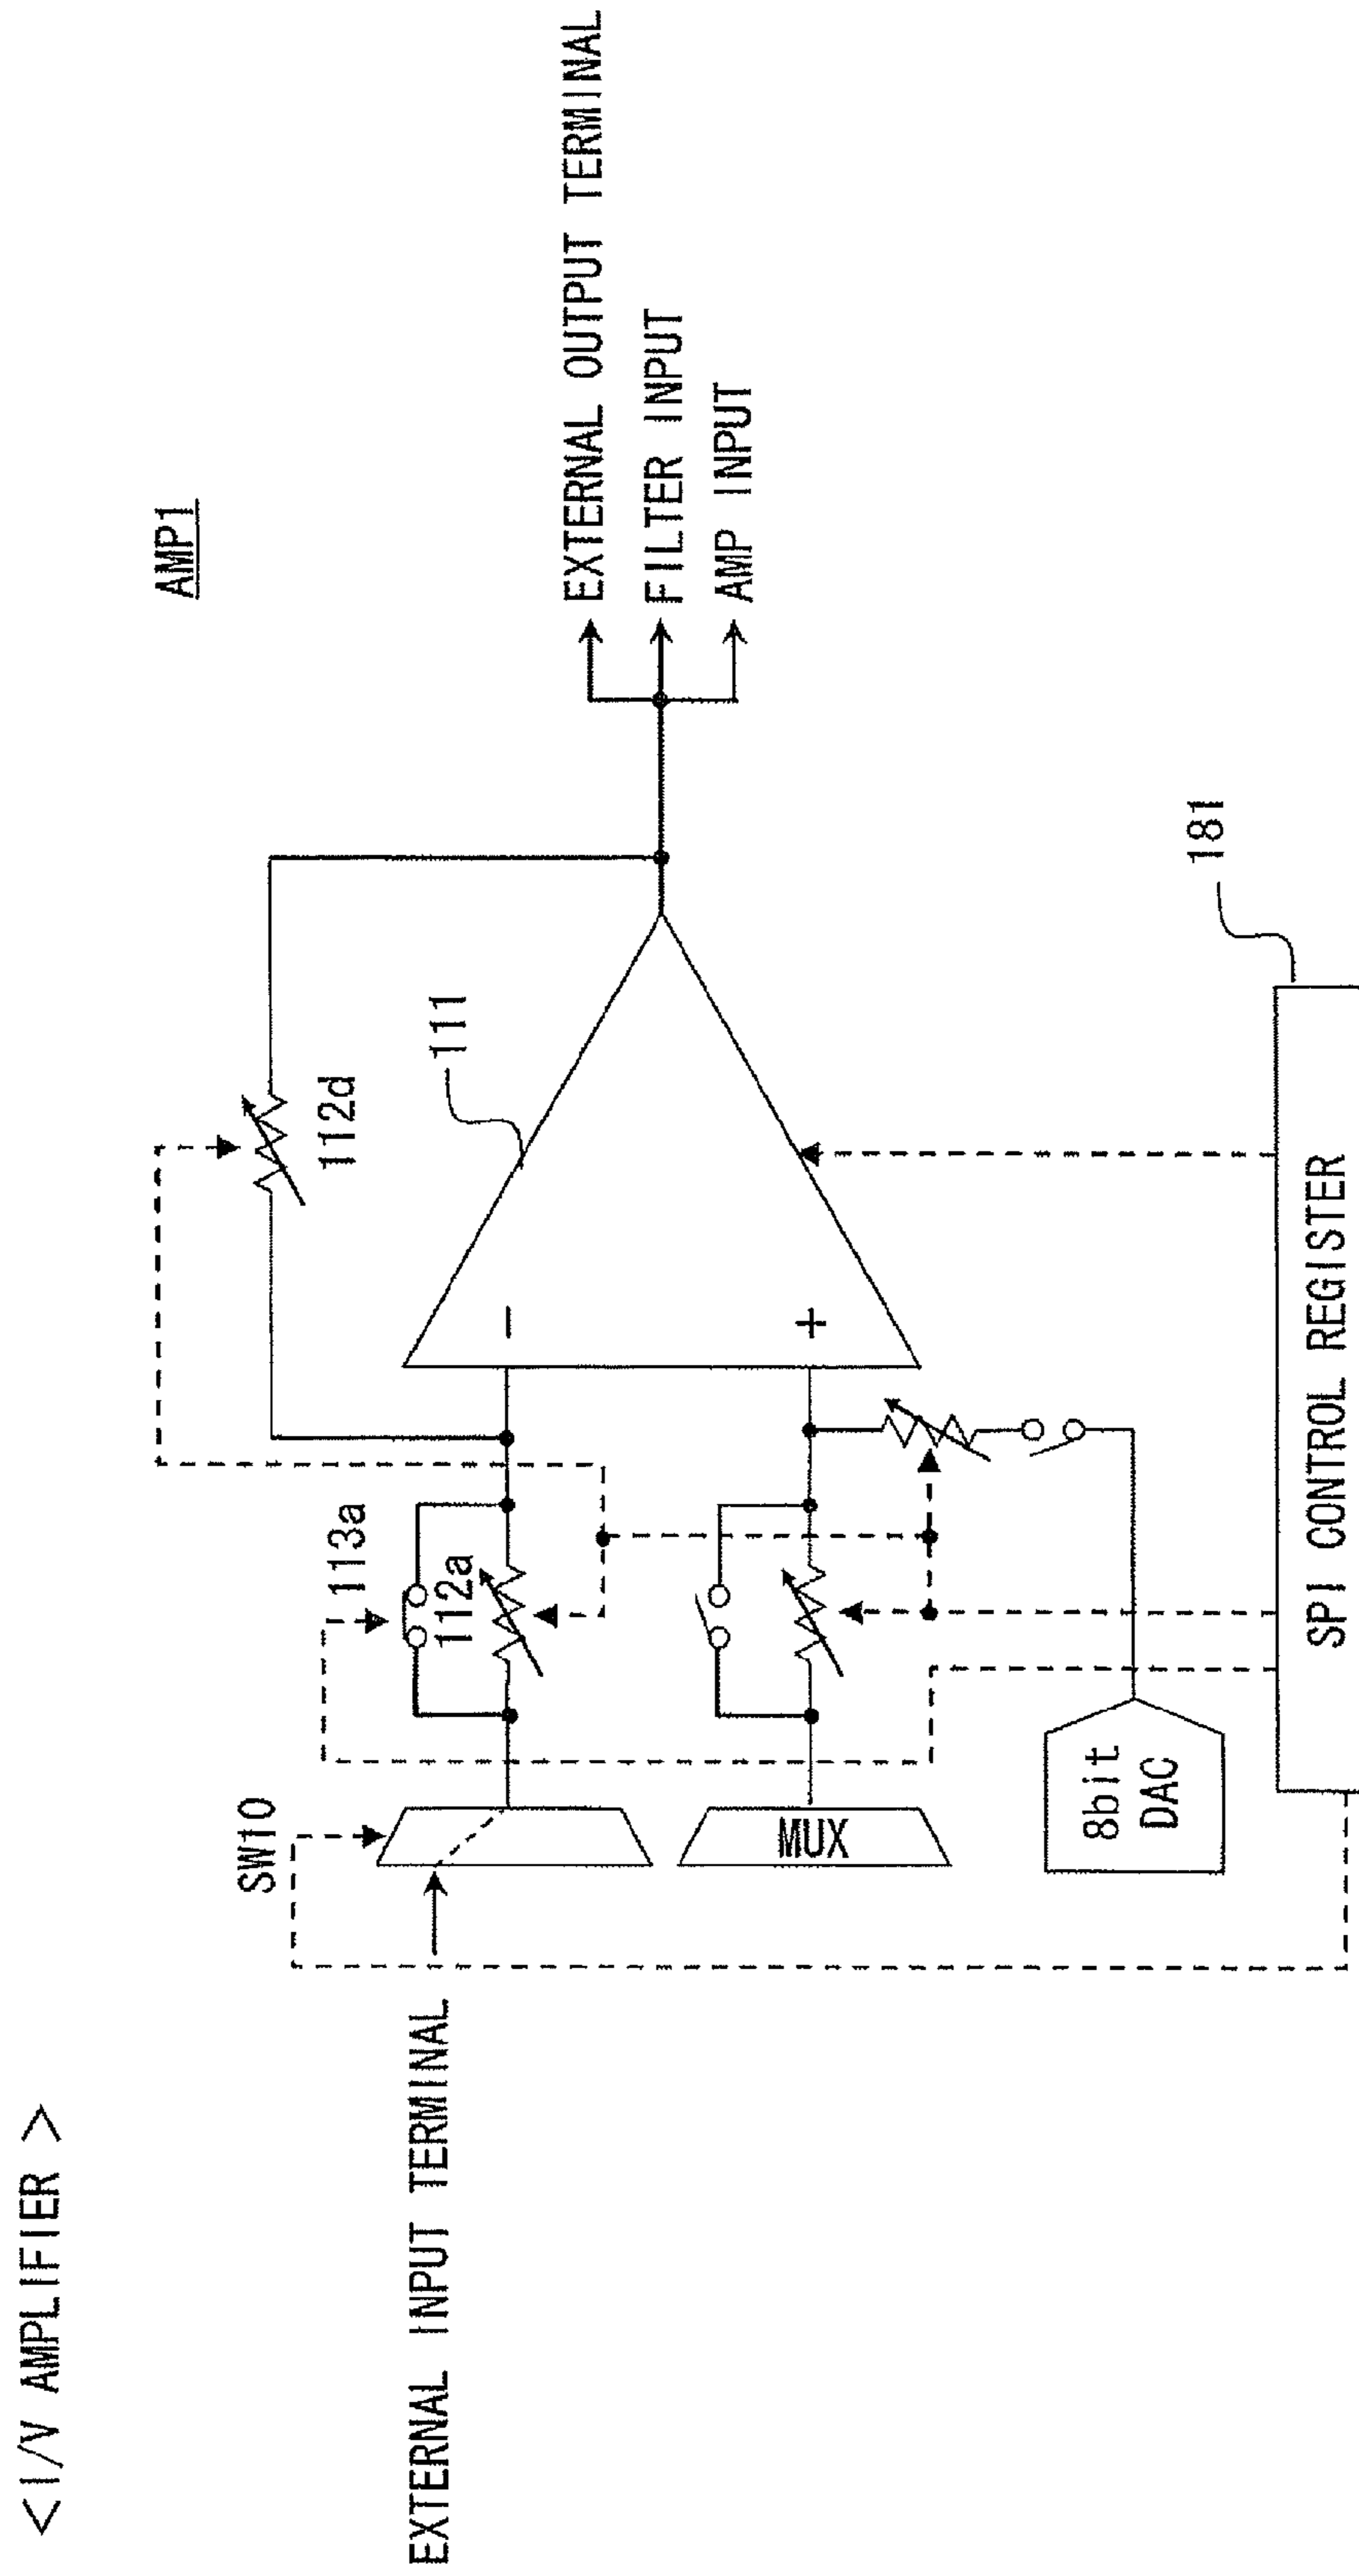 <I/V AMPLIFIER>
AMP1
112d
SW10
113a
112a
111
EXTERNAL INPUT TERMINAL
EXTERNAL OUTPUT TERMINAL
FILTER INPUT
AMP INPUT
−
+
MUX
8bit
DAC
181
SPI CONTROL REGISTER